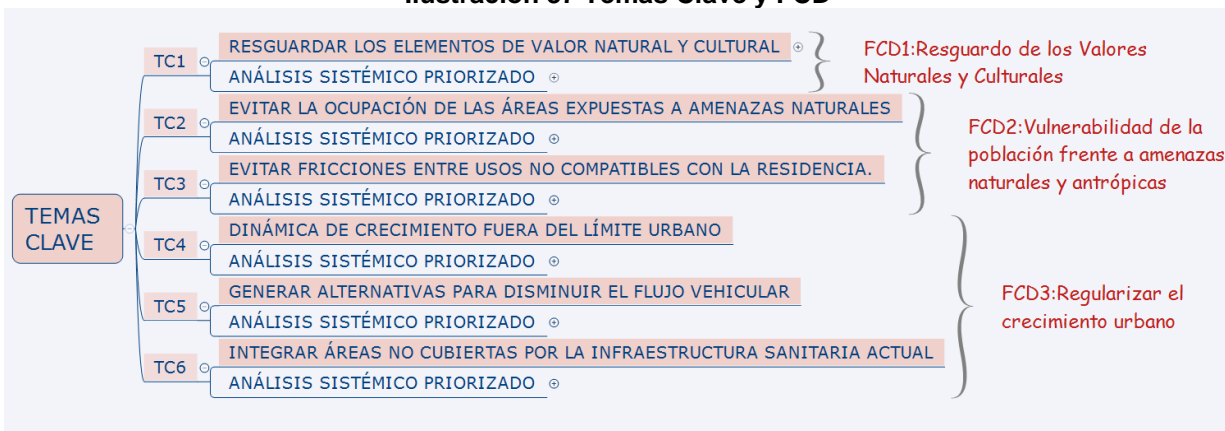 Ilustración 5. Temas Clave y FCD
TC1
RESGUARDAR LOS ELEMENTOS DE VALOR NATURAL Y CULTURAL
ANÁLISIS SISTÉMICO PRIORIZADO
FCD1:Resguardo de los Valores
Naturales y Culturales
TC2
EVITAR LA OCUPACIÓN DE LAS ÁREAS EXPUESTAS A AMENAZAS NATURALES
ANÁLISIS SISTÉMICO PRIORIZADO
TC3
EVITAR FRICCIONES ENTRE USOS NO COMPATIBLES CON LA RESIDENCIA.
ANÁLISIS SISTÉMICO PRIORIZADO
FCD2:Vulnerabilidad de la
población frente a amenazas
naturales y antrópicas
TEMAS
CLAVE
TC4
DINÁMICA DE CRECIMIENTO FUERA DEL LÍMITE URBANO
ANÁLISIS SISTÉMICO PRIORIZADO
TC5
GENERAR ALTERNATIVAS PARA DISMINUIR EL FLUJO VEHICULAR
ANÁLISIS SISTÉMICO PRIORIZADO
TC6
INTEGRAR ÁREAS NO CUBIERTAS POR LA INFRAESTRUCTURA SANITARIA ACTUAL
ANÁLISIS SISTÉMICO PRIORIZADO
FCD3:Regularizar el
crecimiento urbano